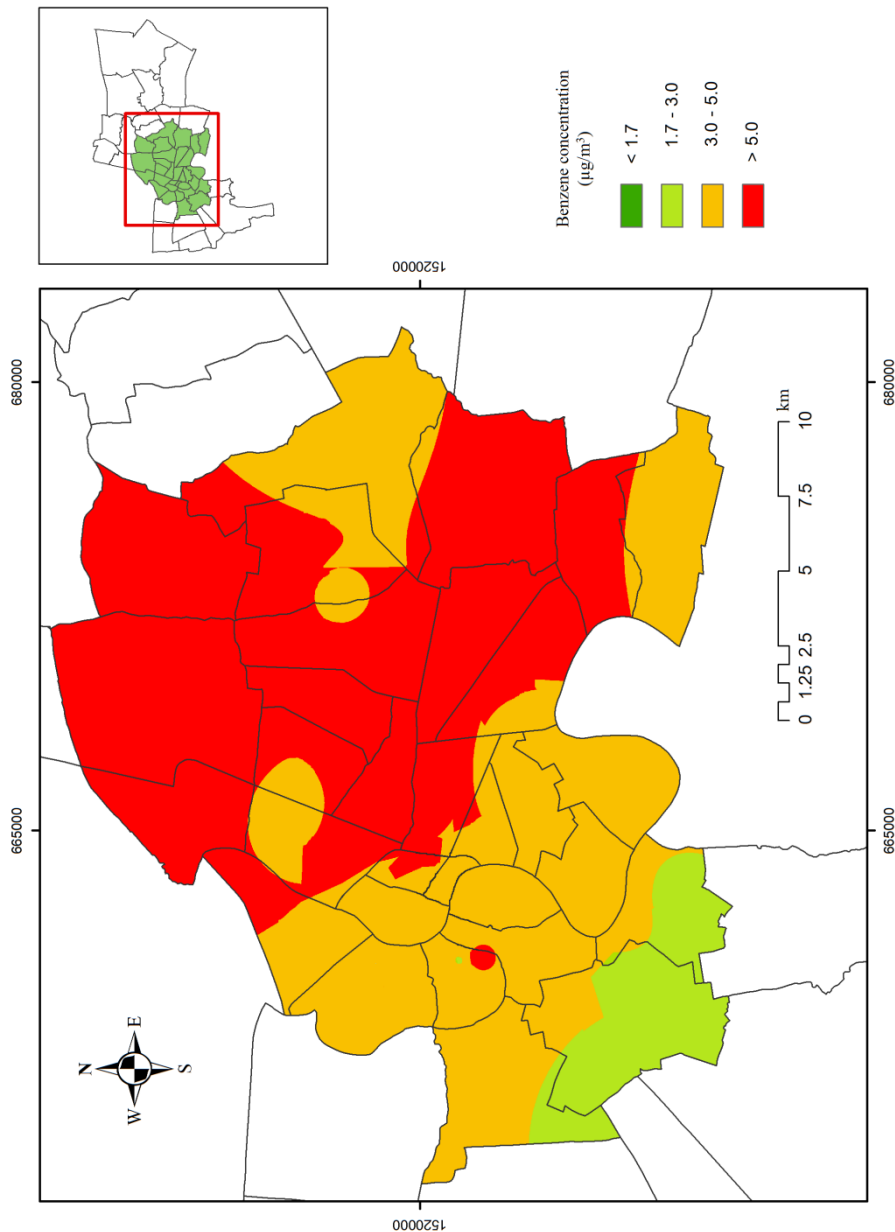 665000
680000
N
W
E
S
1520000
1520000
0 1.25 2.5 5 7.5 10
km
665000
680000
Benzene concentration
(µg/m³)
< 1.7
1.7 - 3.0
3.0 - 5.0
> 5.0